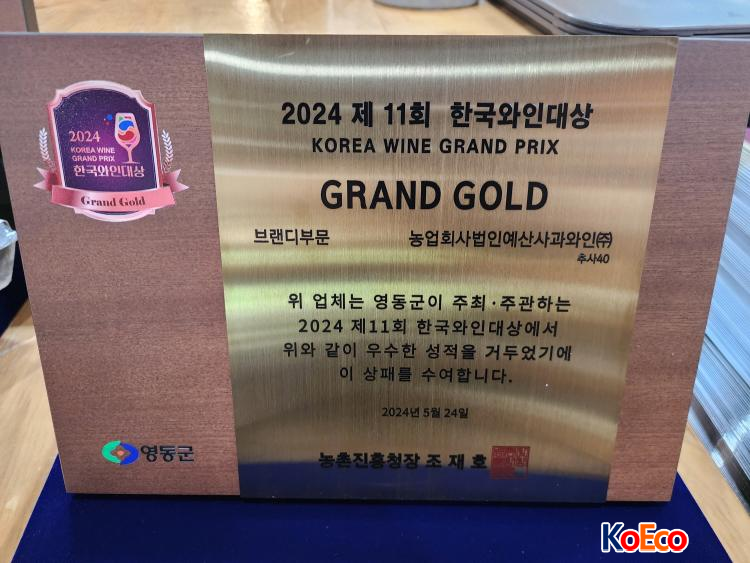 2024
KOREA WINE
GRAND PRIX
한국와인대상
Grand Gold
2024 제 11회 한국와인대상
KOREA WINE GRAND PRIX
GRAND GOLD
브랜디부문 농업회사법인예산사과와인㈜
추사40
위 업체는 영동군이 주최·주관하는
2024 제11회 한국와인대상에서
위와 같이 우수한 성적을 거두었기에
이 상패를 수여합니다.
2024년 5월 24일
농촌진흥청장 조 재 호
영동군
KoEco